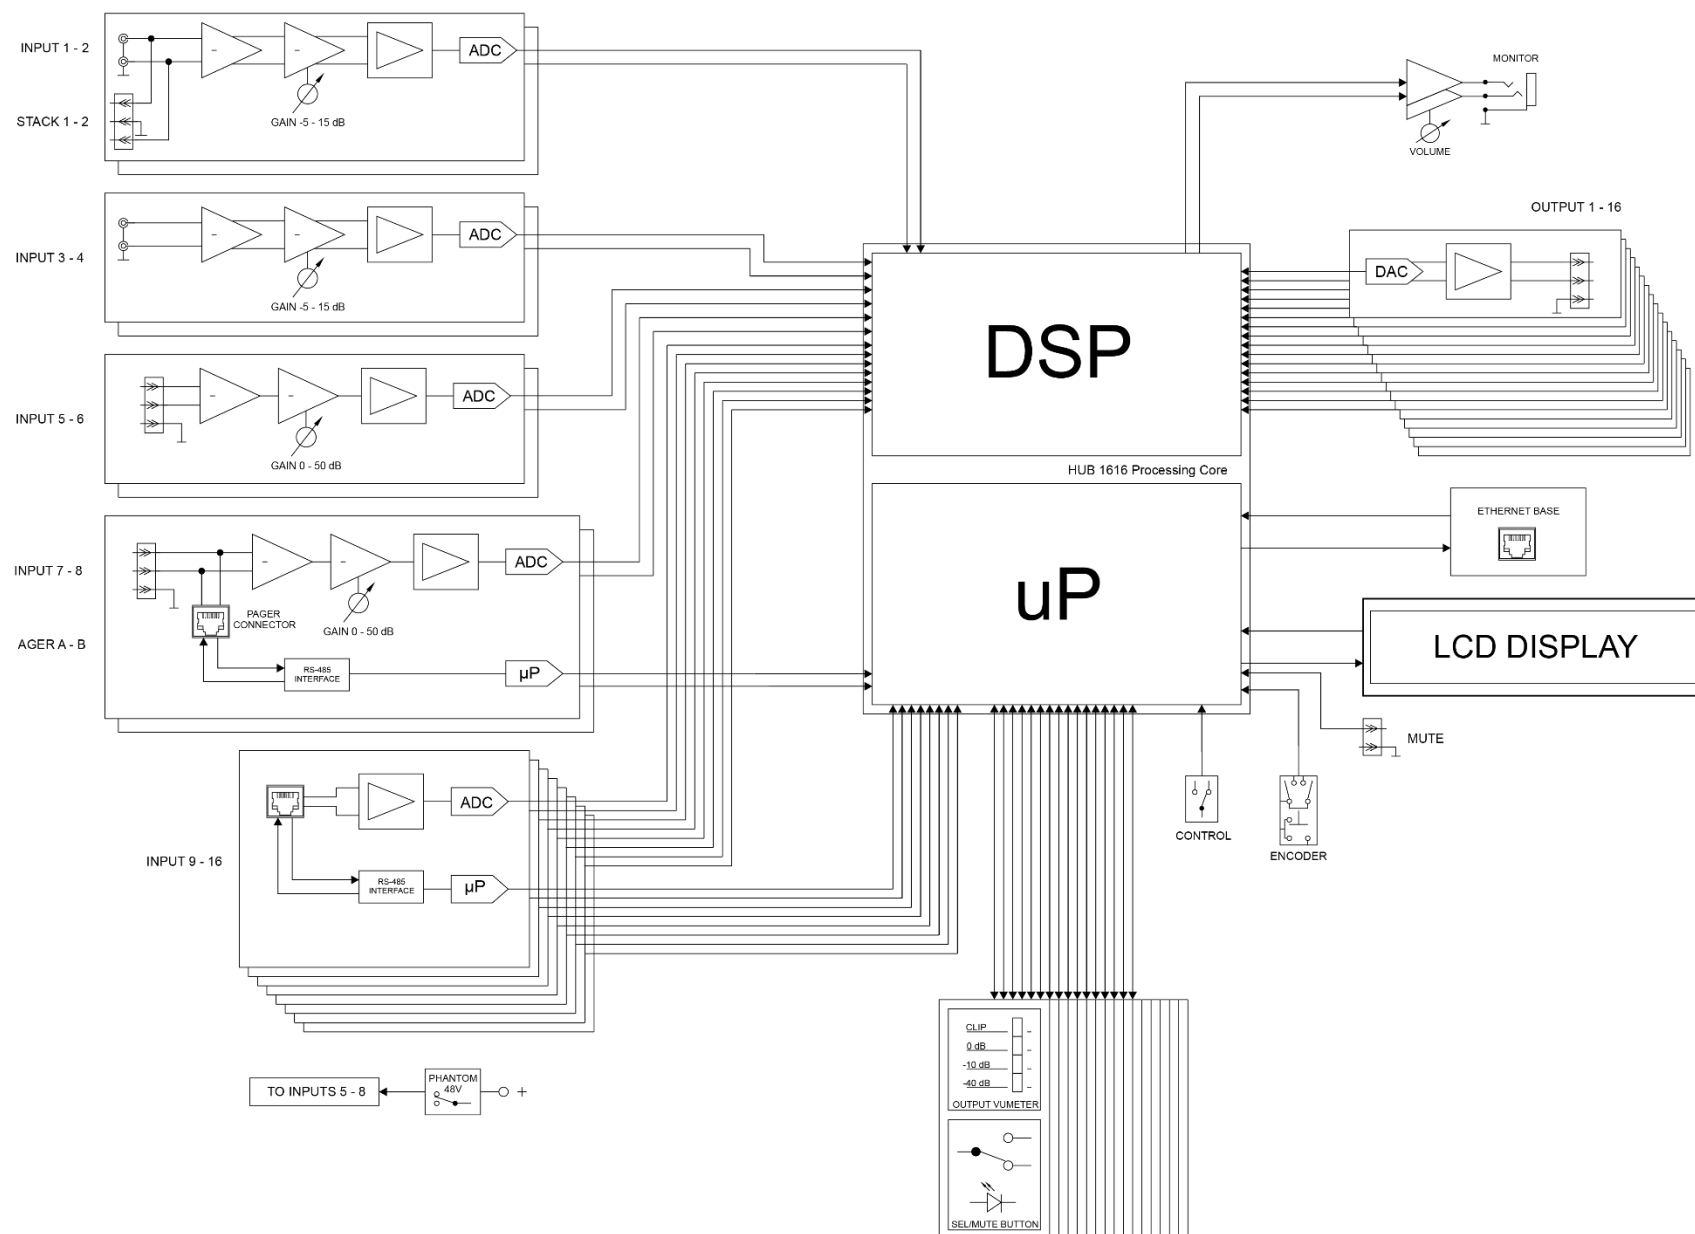 INPUT 1 - 2
STACK 1 - 2
GAIN -5 - 15 dB
ADC
MONITOR
VOLUME
INPUT 3 - 4
GAIN -5 - 15 dB
ADC
OUTPUT 1 - 16
DAC
DSP
HUB 1616 Processing Core
INPUT 5 - 6
GAIN 0 - 50 dB
ADC
INPUT 7 - 8
AGER A - B
PAGER
CONNECTOR
GAIN 0 - 50 dB
ADC
RS-485
INTERFACE
µP
uP
ETHERNET BASE
LCD DISPLAY
MUTE
CONTROL
ENCODER
INPUT 9 - 16
ADC
RS-485
INTERFACE
µP
TO INPUTS 5 - 8
PHANTOM
48V
+
CLIP
0 dB
-10 dB
-40 dB
OUTPUT VUMETER
SEL/MUTE BUTTON